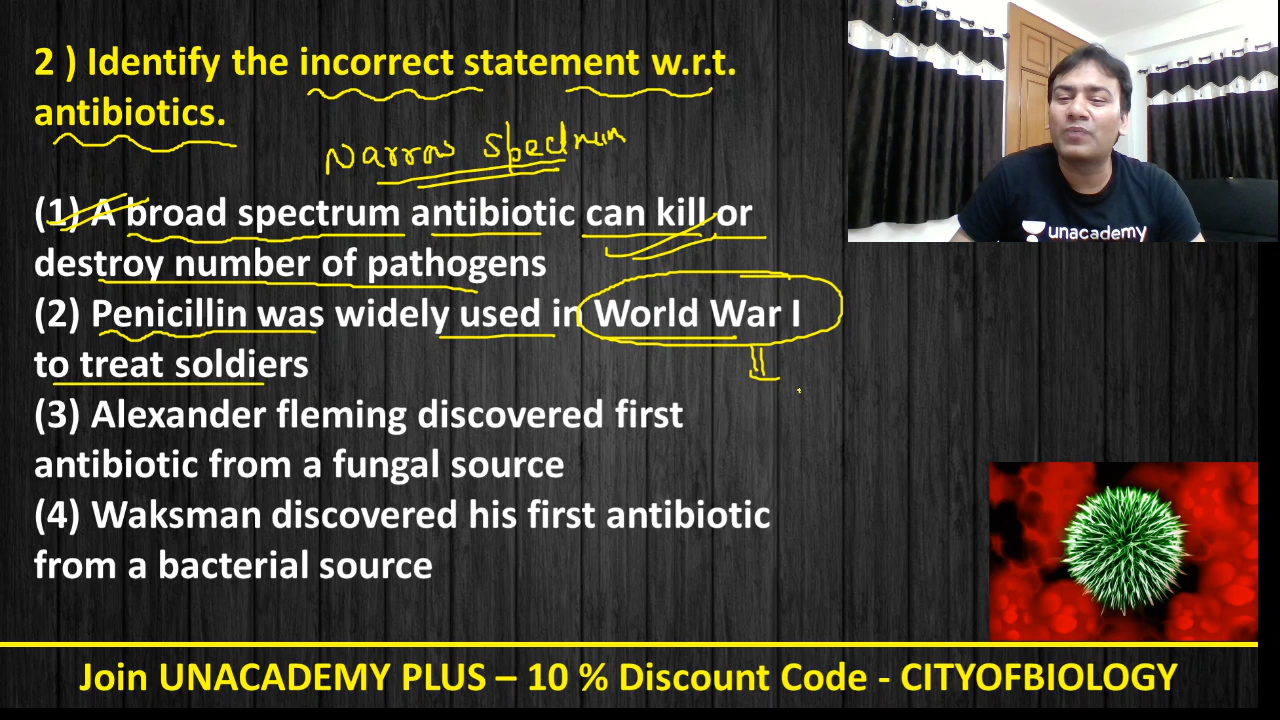 2 ) Identify the incorrect statement w.r.t.
antibiotics.
Narrow spectrum
(1) A broad spectrum antibiotic can kill or
destroy number of pathogens
(2) Penicillin was widely used in World War I
II
to treat soldiers
(3) Alexander fleming discovered first
antibiotic from a fungal source
(4) Waksman discovered his first antibiotic
from a bacterial source
unacademy
Join UNACADEMY PLUS – 10 % Discount Code - CITYOFBIOLOGY